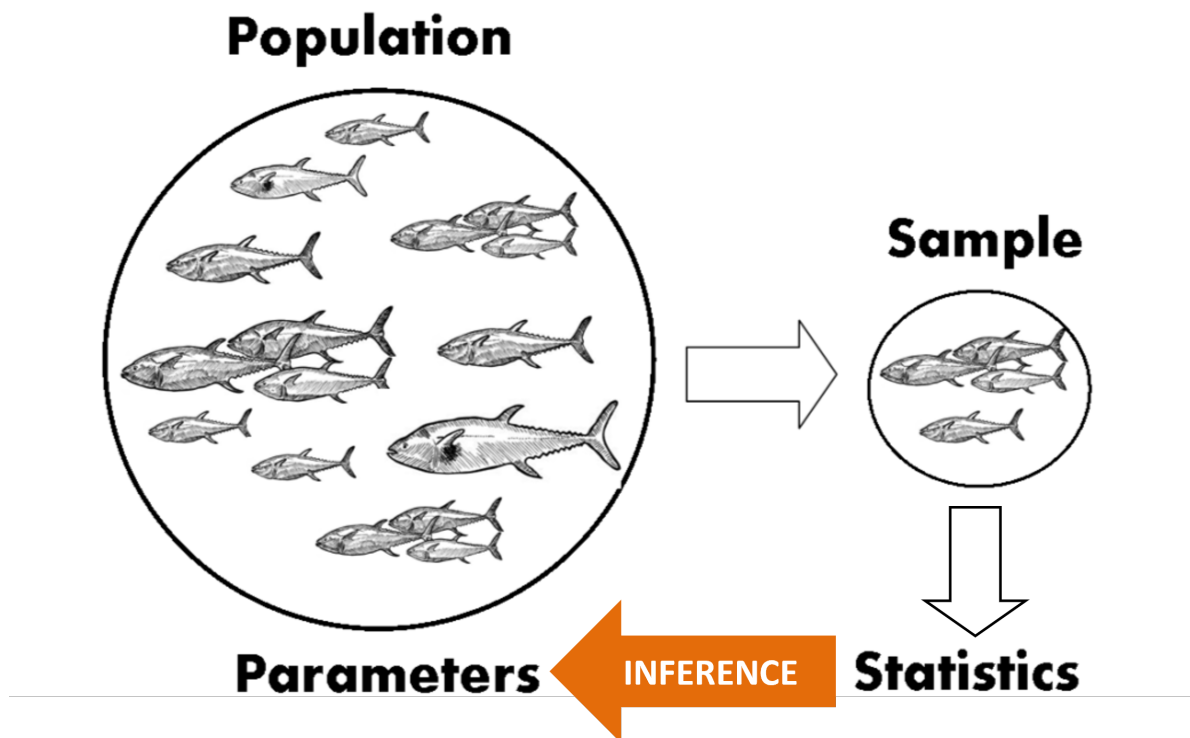 Population
Sample
Parameters
INFERENCE
Statistics